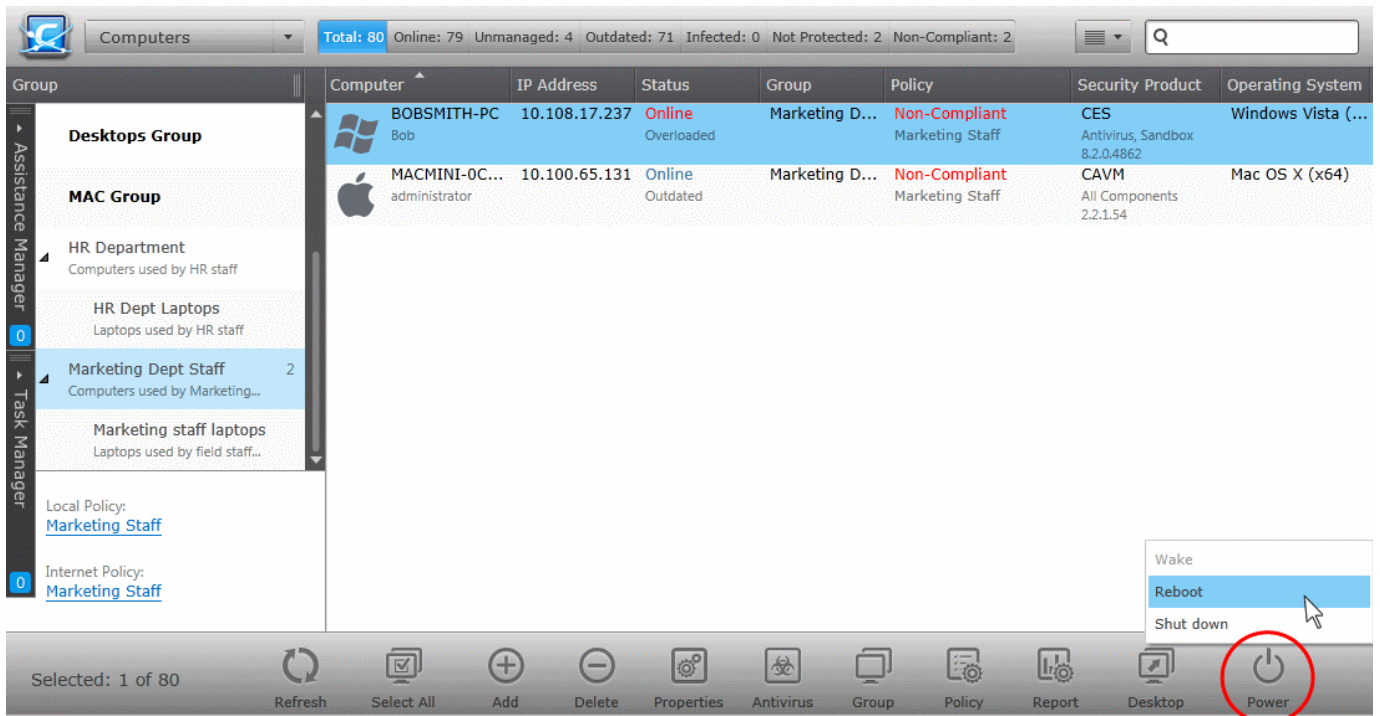 Computers
Total: 80 Online: 79 Unmanaged: 4 Outdated: 71 Infected: 0 Not Protected: 2 Non-Compliant: 2
Group
Computer IP Address Status Group Policy Security Product Operating System
Assistance Manager
0
Task Manager
0
Desktops Group
MAC Group
HR Department
Computers used by HR staff
HR Dept Laptops
Laptops used by HR staff
Marketing Dept Staff 2
Computers used by Marketing...
Marketing staff laptops
Laptops used by field staff...
Local Policy:
Marketing Staff
Internet Policy:
Marketing Staff
BOBSMITH-PC 10.108.17.237 Online Marketing D... Non-Compliant CES Windows Vista (...
Bob Overloaded Marketing Staff Antivirus, Sandbox
8.2.0.4862
MACMINI-0C... 10.100.65.131 Online Marketing D... Non-Compliant CAVM Mac OS X (x64)
administrator Outdated Marketing Staff All Components
2.2.1.54
Wake
Reboot
Shut down
Selected: 1 of 80
Refresh Select All Add Delete Properties Antivirus Group Policy Report Desktop Power